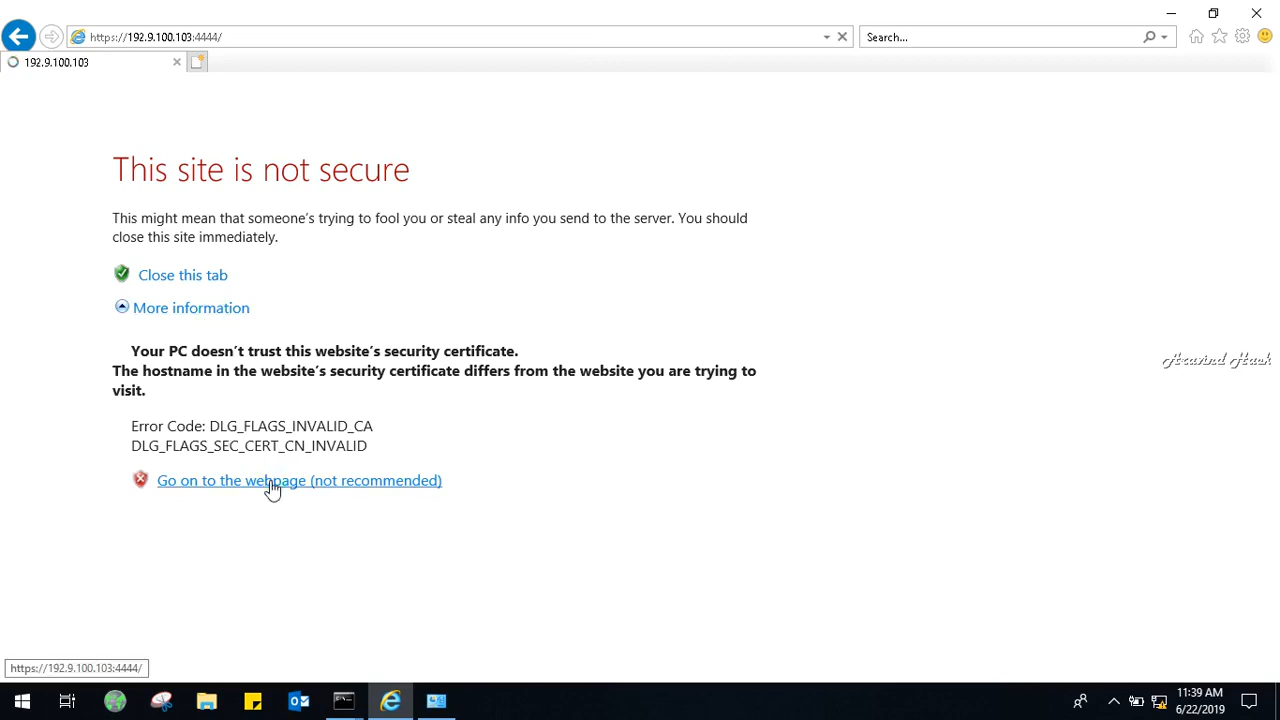 https://192.9.100.103:4444/
Search...
192.9.100.103
This site is not secure
This might mean that someone's trying to fool you or steal any info you send to the server. You should
close this site immediately.
Close this tab
More information
Your PC doesn't trust this website's security certificate.
The hostname in the website's security certificate differs from the website you are trying to
visit.
Aravind Hask
Error Code: DLG_FLAGS_INVALID_CA
DLG_FLAGS_SEC_CERT_CN_INVALID
Go on to the webpage (not recommended)
https://192.9.100.103:4444/
11:39 AM
6/22/2019